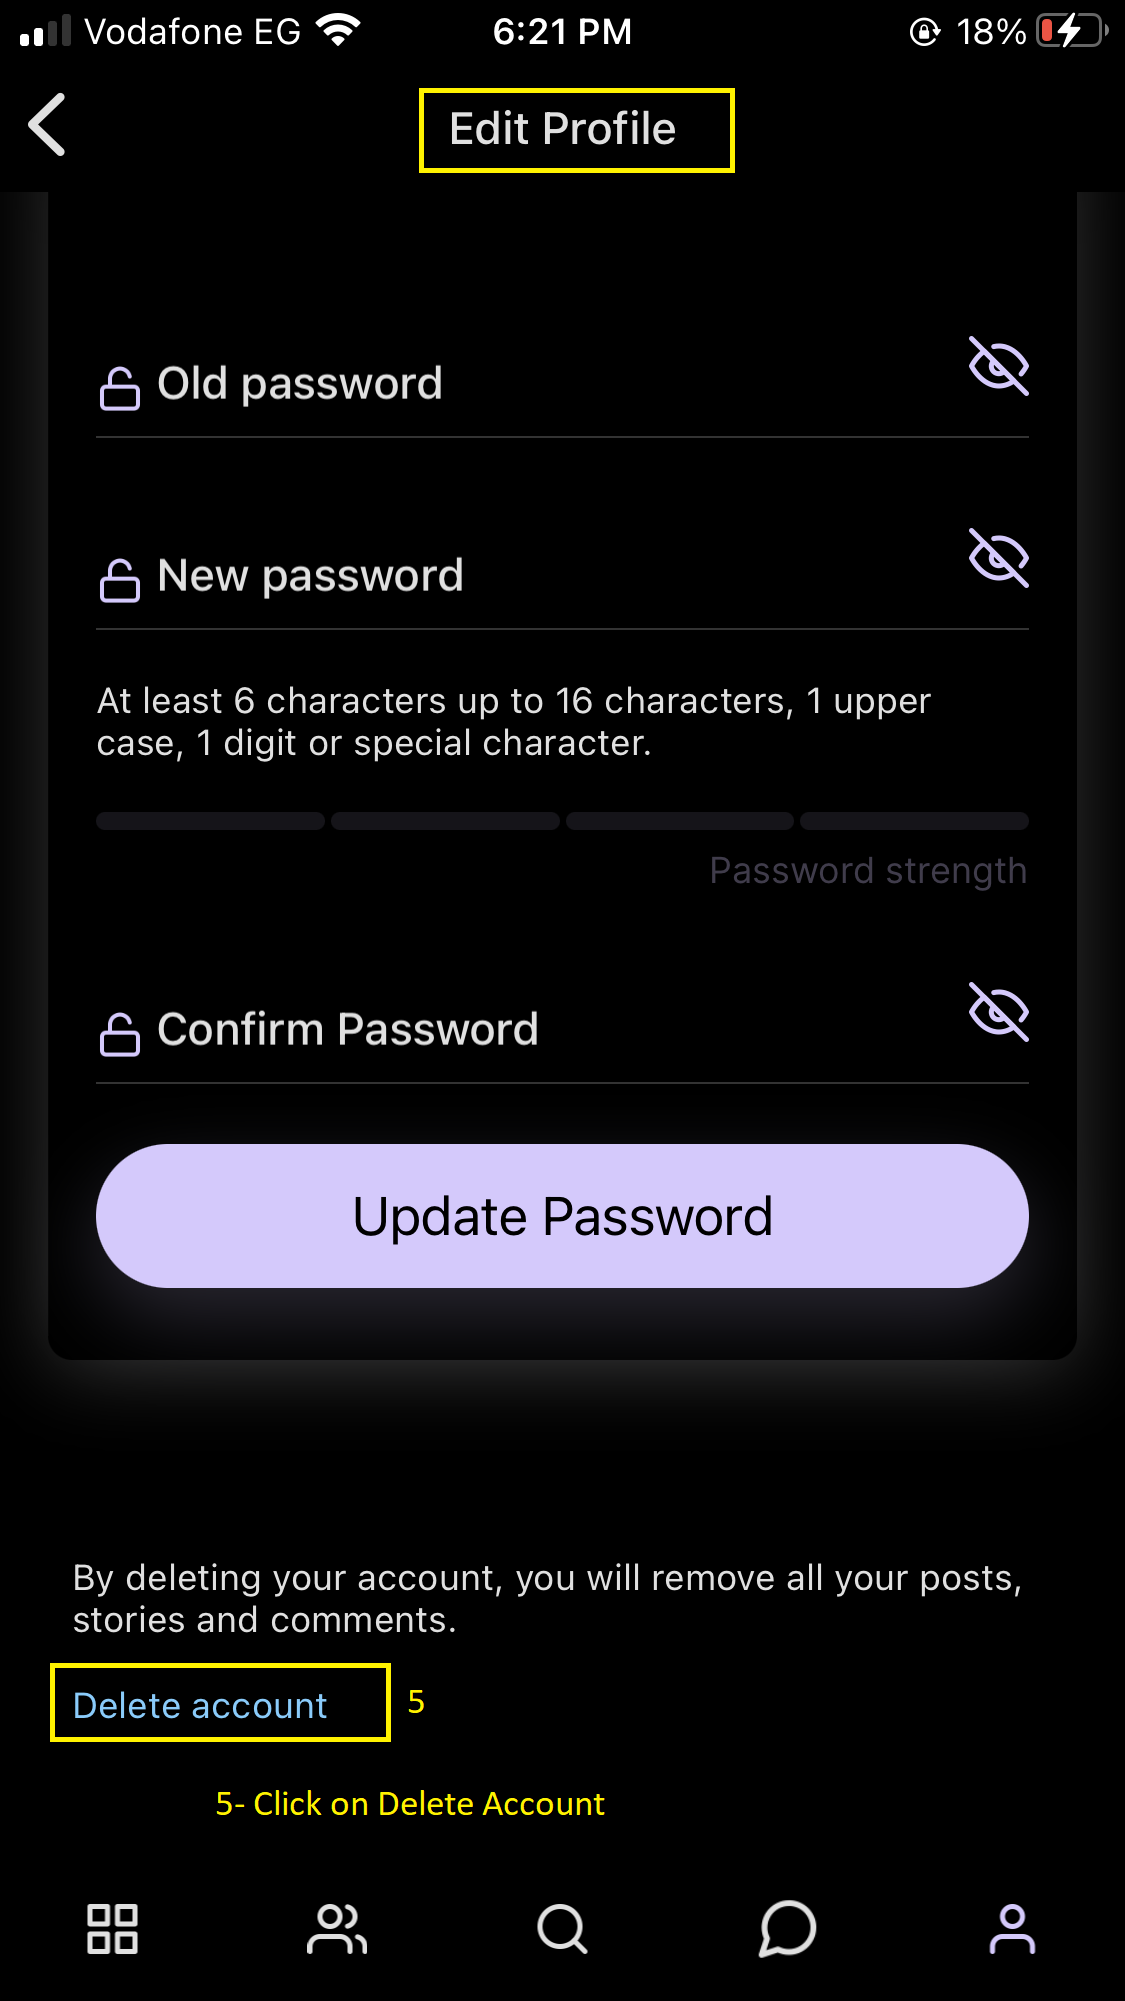 Vodafone EG 6:21 PM 18%
Edit Profile
Old password
New password
At least 6 characters up to 16 characters, 1 upper
case, 1 digit or special character.
Password strength
Confirm Password
Update Password
By deleting your account, you will remove all your posts,
stories and comments.
Delete account 5
5- Click on Delete Account